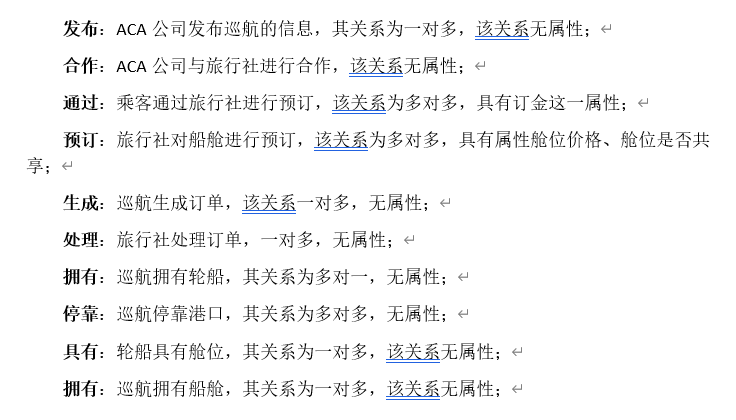 发布：ACA 公司发布巡航的信息，其关系为一对多，该关系无属性；
合作：ACA 公司与旅行社进行合作，该关系无属性；
通过：乘客通过旅行社进行预订，该关系为多对多，具有订金这一属性；
预订：旅行社对船舱进行预订，该关系为多对多，具有属性舱位价格、舱位是否共
享；
生成：巡航生成订单，该关系一对多，无属性；
处理：旅行社处理订单，一对多，无属性；
拥有：巡航拥有轮船，其关系为多对一，无属性；
停靠：巡航停靠港口，其关系为多对多，无属性；
具有：轮船具有舱位，其关系为一对多，该关系无属性；
拥有：巡航拥有船舱，其关系为一对多，该关系无属性；